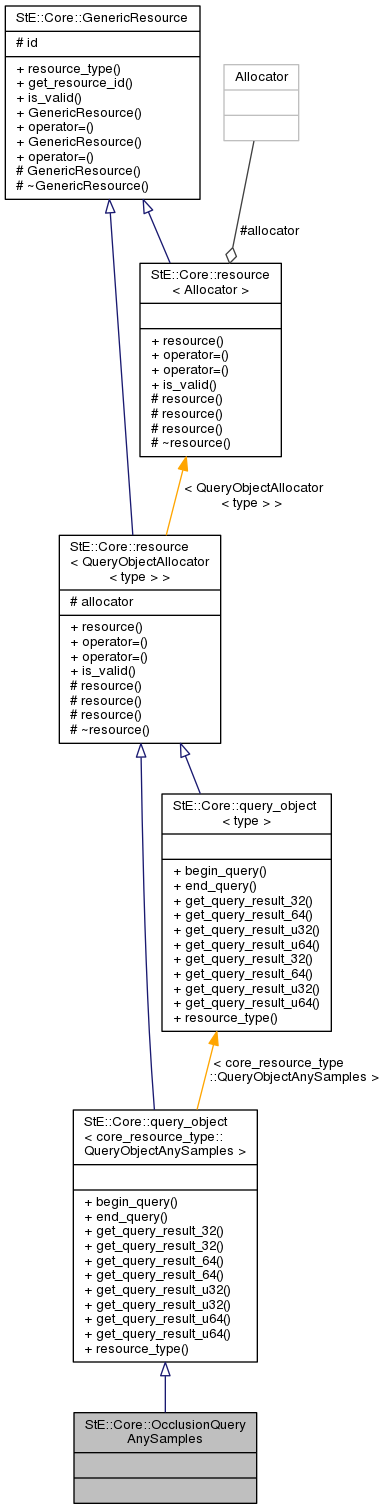 StE::Core::GenericResource
# id
+ resource_type()
+ get_resource_id()
+ is_valid()
+ GenericResource()
+ operator=()
+ GenericResource()
+ operator=()
# GenericResource()
# ~GenericResource()
Allocator
#allocator
StE::Core::resource
< Allocator >
+ resource()
+ operator=()
+ operator=()
+ is_valid()
# resource()
# resource()
# resource()
# ~resource()
< QueryObjectAllocator
< type > >
StE::Core::resource
< QueryObjectAllocator
< type > >
# allocator
+ resource()
+ operator=()
+ operator=()
+ is_valid()
# resource()
# resource()
# resource()
# ~resource()
StE::Core::query_object
< type >
+ begin_query()
+ end_query()
+ get_query_result_32()
+ get_query_result_64()
+ get_query_result_u32()
+ get_query_result_u64()
+ get_query_result_32()
+ get_query_result_64()
+ get_query_result_u32()
+ get_query_result_u64()
+ resource_type()
< core_resource_type
::QueryObjectAnySamples >
StE::Core::query_object
< core_resource_type::
QueryObjectAnySamples >
+ begin_query()
+ end_query()
+ get_query_result_32()
+ get_query_result_32()
+ get_query_result_64()
+ get_query_result_64()
+ get_query_result_u32()
+ get_query_result_u32()
+ get_query_result_u64()
+ get_query_result_u64()
+ resource_type()
StE::Core::OcclusionQuery
AnySamples